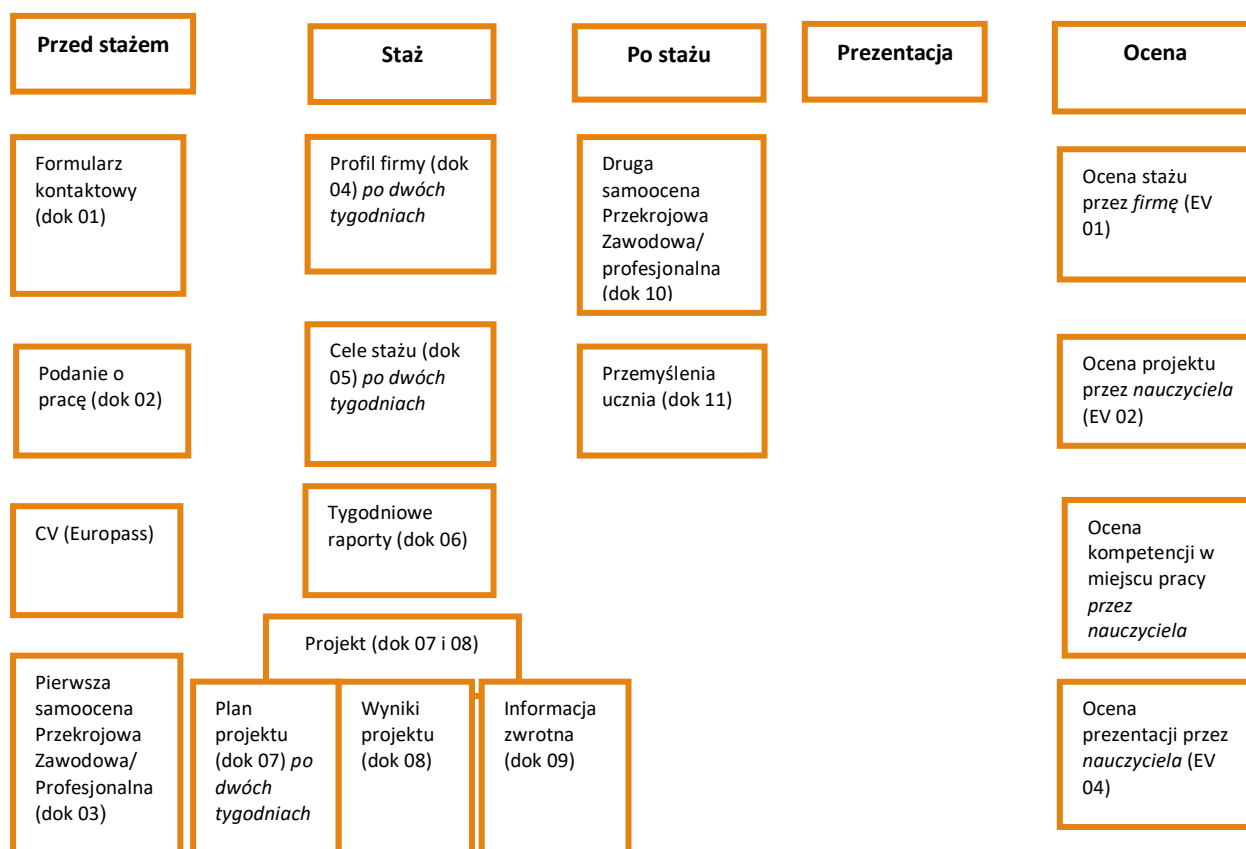 Przed stażem
Staż
Po stażu
Prezentacja
Ocena
Formularz
kontaktowy
(dok 01)
Podanie o
pracę (dok 02)
CV (Europass)
Pierwsza
samoocena
Przekrojowa
Zawodowa/
Profesjonalna
(dok 03)
Profil firmy (dok
04) po dwóch
tygodniach
Cele stażu (dok
05) po dwóch
tygodniach
Tygodniowe
raporty (dok 06)
Projekt (dok 07 i 08)
Plan
projektu
(dok 07) po
dwóch
tygodniach
Wyniki
projektu
(dok 08)
Informacja
zwrotna
(dok 09)
Druga
samoocena
Przekrojowa
Zawodowa/
profesjonalna
(dok 10)
Przemyślenia
ucznia (dok 11)
Ocena stażu
przez firmę (EV
01)
Ocena projektu
przez nauczyciela
(EV 02)
Ocena
kompetencji w
miejscu pracy
przez
nauczyciela
Ocena
prezentacji przez
nauczyciela (EV
04)